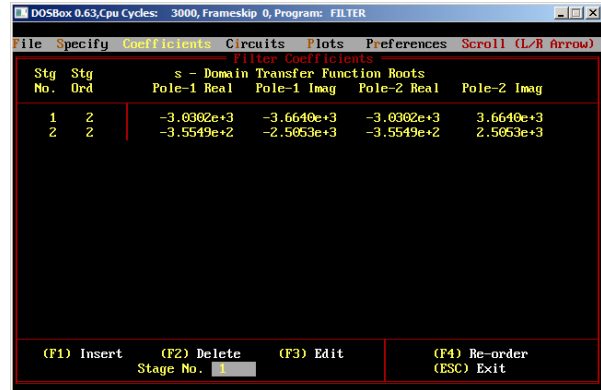 DOSBox 0.63,Cpu Cycles: 3000, Frameskip 0, Program: FILTER
File Specify Coefficients Circuits Plots Preferences Scroll (L/R Arrow)
Filter Coefficients
Stg Stg s - Domain Transfer Function Roots
No. Ord Pole-1 Real Pole-1 Imag Pole-2 Real Pole-2 Imag
1 2 -3.0302e+3 -3.6640e+3 -3.0302e+3 3.6640e+3
2 2 -3.5549e+2 -2.5053e+3 -3.5549e+2 2.5053e+3
(F1) Insert (F2) Delete (F3) Edit (F4) Re-order
Stage No. 1 (ESC) Exit